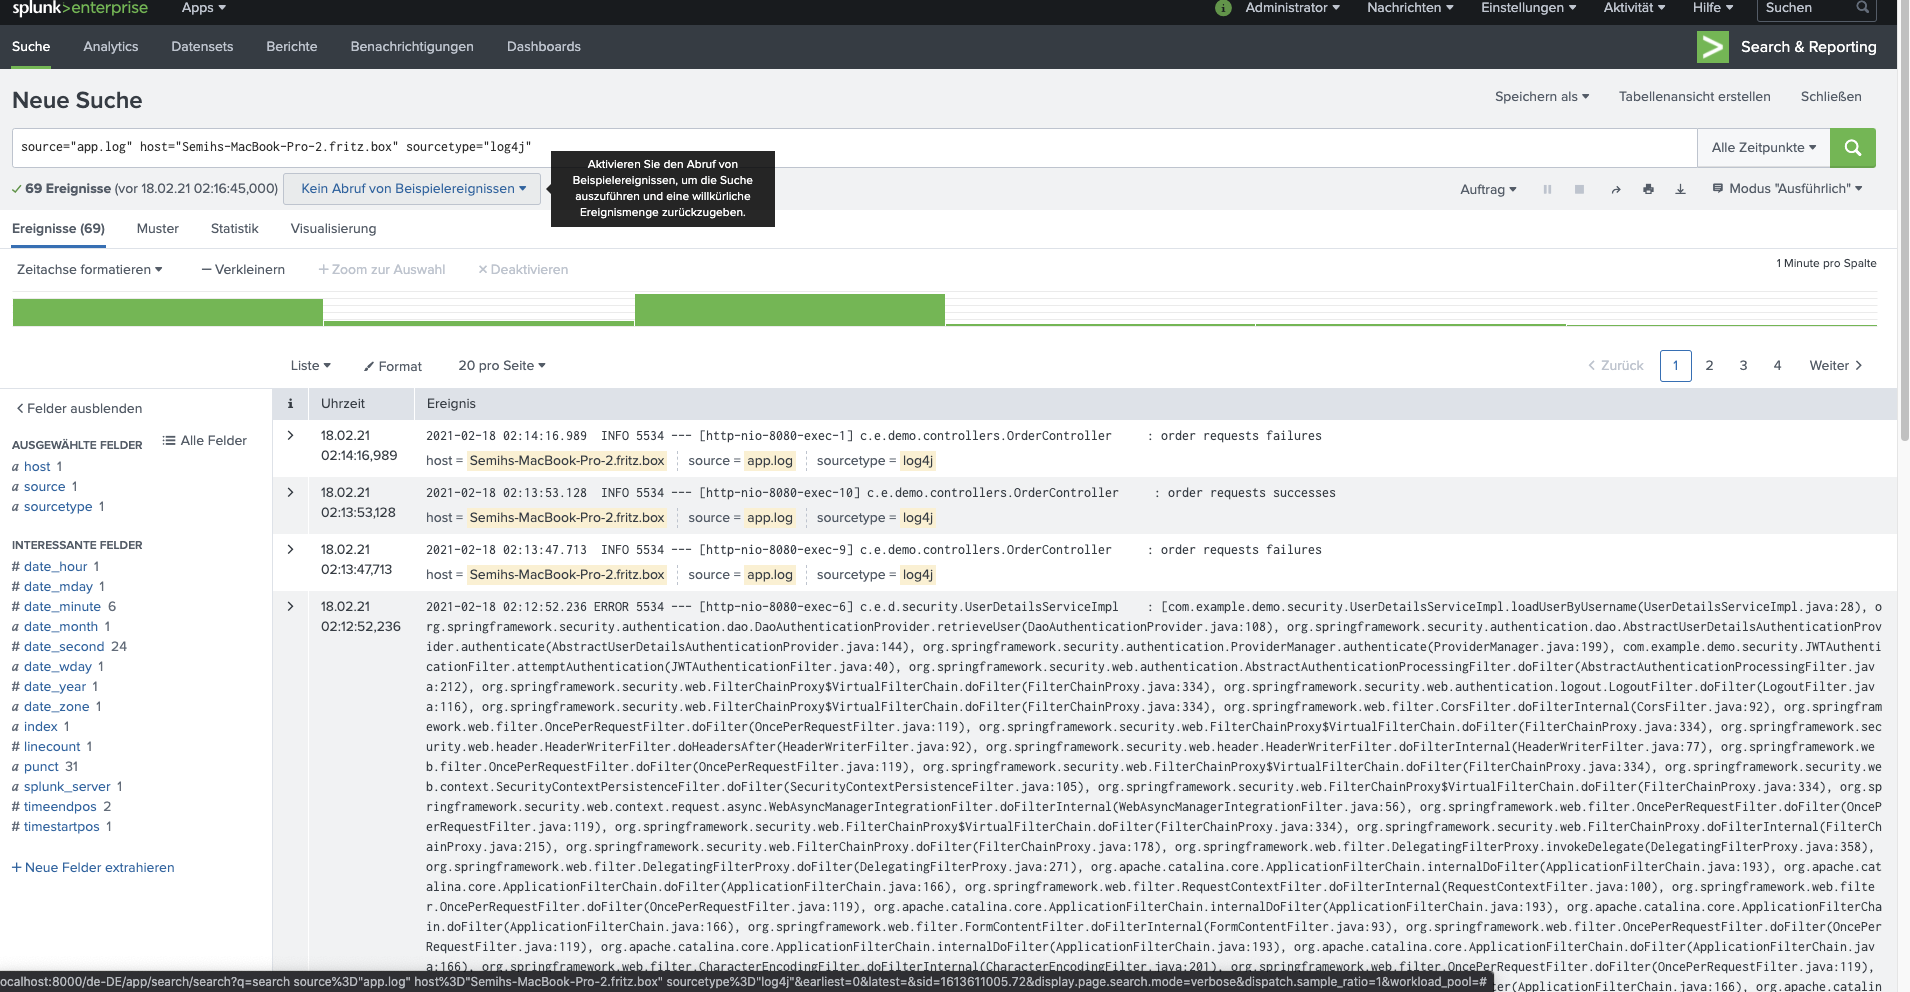 splunk>enterprise Apps Administrator Nachrichten Einstellungen Aktivität Hilfe Suchen
Suche Analytics Datensets Berichte Benachrichtigungen Dashboards Search & Reporting
Neue Suche Speichern als Tabellenansicht erstellen Schließen
source="app.log" host="Semihs-MacBook-Pro-2.fritz.box" sourcetype="log4j" Alle Zeitpunkte
69 Ereignisse (vor 18.02.21 02:16:45,000) Kein Abruf von Beispielereignissen Auftrag Modus "Ausführlich"
Aktivieren Sie den Abruf von
Beispielereignissen, um die Suche
auszuführen und eine willkürliche
Ereignismenge zurückzugeben.
Ereignisse (69) Muster Statistik Visualisierung
Zeitachse formatieren Verkleinern Zoom zur Auswahl Deaktivieren 1 Minute pro Spalte
Liste Format 20 pro Seite Zurück 1 2 3 4 Weiter
Felder ausblenden
AUSGEWÄHLTE FELDER Alle Felder
a host 1
a source 1
a sourcetype 1
INTERESSANTE FELDER
# date_hour 1
# date_mday 1
# date_minute 6
a date_month 1
# date_second 24
a date_wday 1
# date_year 1
a date_zone 1
a index 1
# linecount 1
a punct 31
a splunk_server 1
# timeendpos 2
# timestartpos 1
+ Neue Felder extrahieren
i Uhrzeit Ereignis
18.02.21
02:14:16,989
2021-02-18 02:14:16.989  INFO 5534 --- [http-nio-8080-exec-1] c.e.demo.controllers.OrderController     : order requests failures
host = Semihs-MacBook-Pro-2.fritz.box source = app.log sourcetype = log4j
18.02.21
02:13:53,128
2021-02-18 02:13:53.128  INFO 5534 --- [http-nio-8080-exec-10] c.e.demo.controllers.OrderController     : order requests successes
host = Semihs-MacBook-Pro-2.fritz.box source = app.log sourcetype = log4j
18.02.21
02:13:47,713
2021-02-18 02:13:47.713  INFO 5534 --- [http-nio-8080-exec-9] c.e.demo.controllers.OrderController     : order requests failures
host = Semihs-MacBook-Pro-2.fritz.box source = app.log sourcetype = log4j
18.02.21
02:12:52,236
2021-02-18 02:12:52.236 ERROR 5534 --- [http-nio-8080-exec-6] c.e.d.security.UserDetailsServiceImpl    : [com.example.demo.security.UserDetailsServiceImpl.loadUserByUsername(UserDetailsServiceImpl.java:28), o
rg.springframework.security.authentication.dao.DaoAuthenticationProvider.retrieveUser(DaoAuthenticationProvider.java:108), org.springframework.security.authentication.dao.AbstractUserDetailsAuthenticationProv
ider.authenticate(AbstractUserDetailsAuthenticationProvider.java:144), org.springframework.security.authentication.ProviderManager.authenticate(ProviderManager.java:199), com.example.demo.security.JWTAuthenti
cationFilter.attemptAuthentication(JWTAuthenticationFilter.java:40), org.springframework.security.web.authentication.AbstractAuthenticationProcessingFilter.doFilter(AbstractAuthenticationProcessingFilter.jav
a:212), org.springframework.security.web.FilterChainProxy$VirtualFilterChain.doFilter(FilterChainProxy.java:334), org.springframework.security.web.authentication.logout.LogoutFilter.doFilter(LogoutFilter.jav
a:116), org.springframework.security.web.FilterChainProxy$VirtualFilterChain.doFilter(FilterChainProxy.java:334), org.springframework.web.filter.CorsFilter.doFilterInternal(CorsFilter.java:92), org.springfram
ework.web.filter.OncePerRequestFilter.doFilter(OncePerRequestFilter.java:119), org.springframework.security.web.FilterChainProxy$VirtualFilterChain.doFilter(FilterChainProxy.java:334), org.springframework.sec
urity.web.header.HeaderWriterFilter.doHeadersAfter(HeaderWriterFilter.java:92), org.springframework.security.web.header.HeaderWriterFilter.doFilterInternal(HeaderWriterFilter.java:77), org.springframework.we
b.filter.OncePerRequestFilter.doFilter(OncePerRequestFilter.java:119), org.springframework.security.web.FilterChainProxy$VirtualFilterChain.doFilter(FilterChainProxy.java:334), org.springframework.security.we
b.context.SecurityContextPersistenceFilter.doFilter(SecurityContextPersistenceFilter.java:105), org.springframework.security.web.FilterChainProxy$VirtualFilterChain.doFilter(FilterChainProxy.java:334), org.sp
ringframework.security.web.context.request.async.WebAsyncManagerIntegrationFilter.doFilterInternal(WebAsyncManagerIntegrationFilter.java:56), org.springframework.web.filter.OncePerRequestFilter.doFilter(OnceP
erRequestFilter.java:119), org.springframework.security.web.FilterChainProxy$VirtualFilterChain.doFilter(FilterChainProxy.java:334), org.springframework.security.web.FilterChainProxy.doFilterInternal(FilterCh
ainProxy.java:215), org.springframework.security.web.FilterChainProxy.doFilter(FilterChainProxy.java:178), org.springframework.web.filter.DelegatingFilterProxy.invokeDelegate(DelegatingFilterProxy.java:358),
org.springframework.web.filter.DelegatingFilterProxy.doFilter(DelegatingFilterProxy.java:271), org.apache.catalina.core.ApplicationFilterChain.internalDoFilter(ApplicationFilterChain.java:193), org.apache.cat
alina.core.ApplicationFilterChain.doFilter(ApplicationFilterChain.java:166), org.springframework.web.filter.RequestContextFilter.doFilterInternal(RequestContextFilter.java:100), org.springframework.web.filte
r.OncePerRequestFilter.doFilter(OncePerRequestFilter.java:119), org.apache.catalina.core.ApplicationFilterChain.internalDoFilter(ApplicationFilterChain.java:193), org.apache.catalina.core.ApplicationFilterCha
in.doFilter(ApplicationFilterChain.java:166), org.springframework.web.filter.FormContentFilter.doFilterInternal(FormContentFilter.java:93), org.springframework.web.filter.OncePerRequestFilter.doFilter(OncePer
RequestFilter.java:119), org.apache.catalina.core.ApplicationFilterChain.internalDoFilter(ApplicationFilterChain.java:193), org.apache.catalina.core.ApplicationFilterChain.doFilter(ApplicationFilterChain.jav
a:166), org.springframework.web.filter.CharacterEncodingFilter.doFilterInternal(CharacterEncodingFilter.java:201), org.springframework.web.filter.OncePerRequestFilter.doFilter(OncePerRequestFilter.java:119),
lter(ApplicationFilterChain.java:166), org.apache.catalin
ocalhost:8000/de-DE/app/search/search?q=search source%3D"app.log" host%3D"Semihs-MacBook-Pro-2.fritz.box" sourcetype%3D"log4j"&earliest=0&latest=&sid=1613611005.72&display.page.search.mode=verbose&dispatch.sample_ratio=1&workload_pool=#